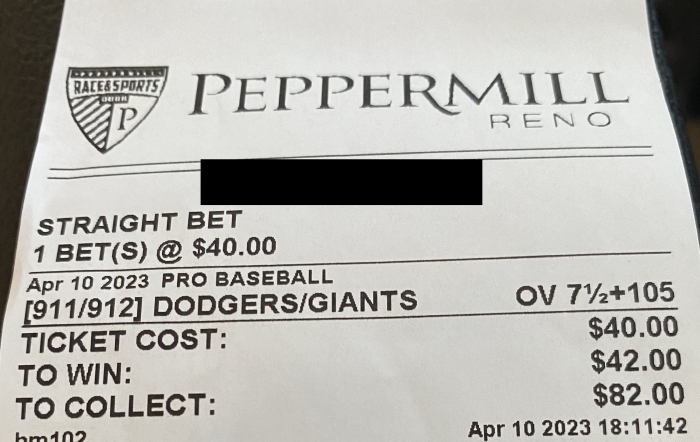 RACE&SPORTS
BOOK
P
PEPPERMILL
RENO
STRAIGHT BET
1 BET(S) @ $40.00
Apr 10 2023 PRO BASEBALL
[911/912] DODGERS/GIANTS OV 7½+105
TICKET COST: $40.00
TO WIN: $42.00
TO COLLECT: $82.00
bm102 Apr 10 2023 18:11:42